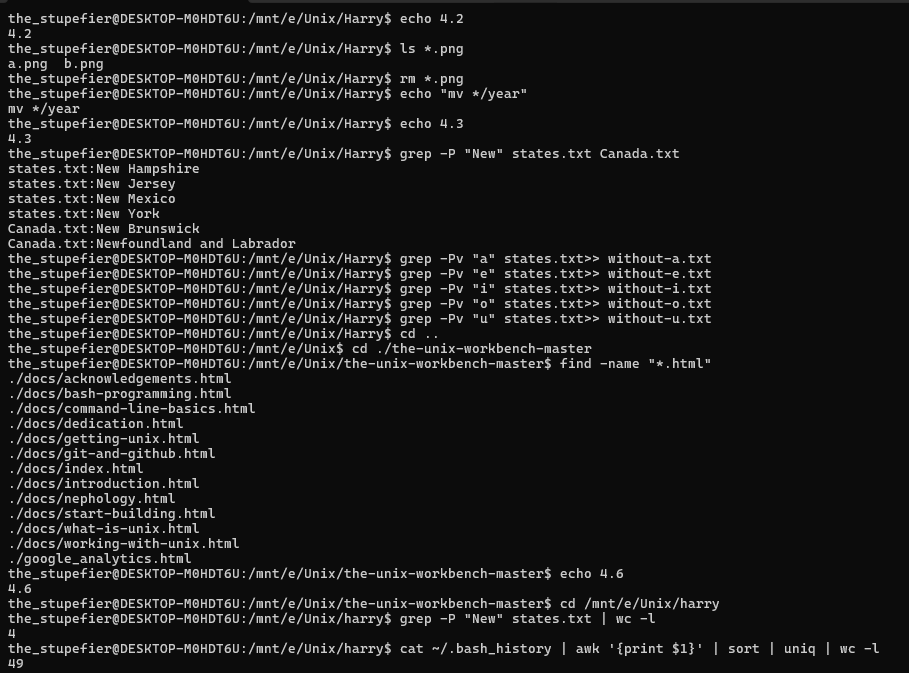 the_stupefier@DESKTOP-M0HDT6U:/mnt/e/Unix/Harry$ echo 4.2
4.2
the_stupefier@DESKTOP-M0HDT6U:/mnt/e/Unix/Harry$ ls *.png
a.png  b.png
the_stupefier@DESKTOP-M0HDT6U:/mnt/e/Unix/Harry$ rm *.png
the_stupefier@DESKTOP-M0HDT6U:/mnt/e/Unix/Harry$ echo "mv */year"
mv */year
the_stupefier@DESKTOP-M0HDT6U:/mnt/e/Unix/Harry$ echo 4.3
4.3
the_stupefier@DESKTOP-M0HDT6U:/mnt/e/Unix/Harry$ grep -P "New" states.txt Canada.txt
states.txt:New Hampshire
states.txt:New Jersey
states.txt:New Mexico
states.txt:New York
Canada.txt:New Brunswick
Canada.txt:Newfoundland and Labrador
the_stupefier@DESKTOP-M0HDT6U:/mnt/e/Unix/Harry$ grep -Pv "a" states.txt>> without-a.txt
the_stupefier@DESKTOP-M0HDT6U:/mnt/e/Unix/Harry$ grep -Pv "e" states.txt>> without-e.txt
the_stupefier@DESKTOP-M0HDT6U:/mnt/e/Unix/Harry$ grep -Pv "i" states.txt>> without-i.txt
the_stupefier@DESKTOP-M0HDT6U:/mnt/e/Unix/Harry$ grep -Pv "o" states.txt>> without-o.txt
the_stupefier@DESKTOP-M0HDT6U:/mnt/e/Unix/Harry$ grep -Pv "u" states.txt>> without-u.txt
the_stupefier@DESKTOP-M0HDT6U:/mnt/e/Unix/Harry$ cd ..
the_stupefier@DESKTOP-M0HDT6U:/mnt/e/Unix$ cd ./the-unix-workbench-master
the_stupefier@DESKTOP-M0HDT6U:/mnt/e/Unix/the-unix-workbench-master$ find -name "*.html"
./docs/acknowledgements.html
./docs/bash-programming.html
./docs/command-line-basics.html
./docs/dedication.html
./docs/getting-unix.html
./docs/git-and-github.html
./docs/index.html
./docs/introduction.html
./docs/nephology.html
./docs/start-building.html
./docs/what-is-unix.html
./docs/working-with-unix.html
./google_analytics.html
the_stupefier@DESKTOP-M0HDT6U:/mnt/e/Unix/the-unix-workbench-master$ echo 4.6
4.6
the_stupefier@DESKTOP-M0HDT6U:/mnt/e/Unix/the-unix-workbench-master$ cd /mnt/e/Unix/harry
the_stupefier@DESKTOP-M0HDT6U:/mnt/e/Unix/harry$ grep -P "New" states.txt | wc -l
4
the_stupefier@DESKTOP-M0HDT6U:/mnt/e/Unix/harry$ cat ~/.bash_history | awk '{print $1}' | sort | uniq | wc -l
49